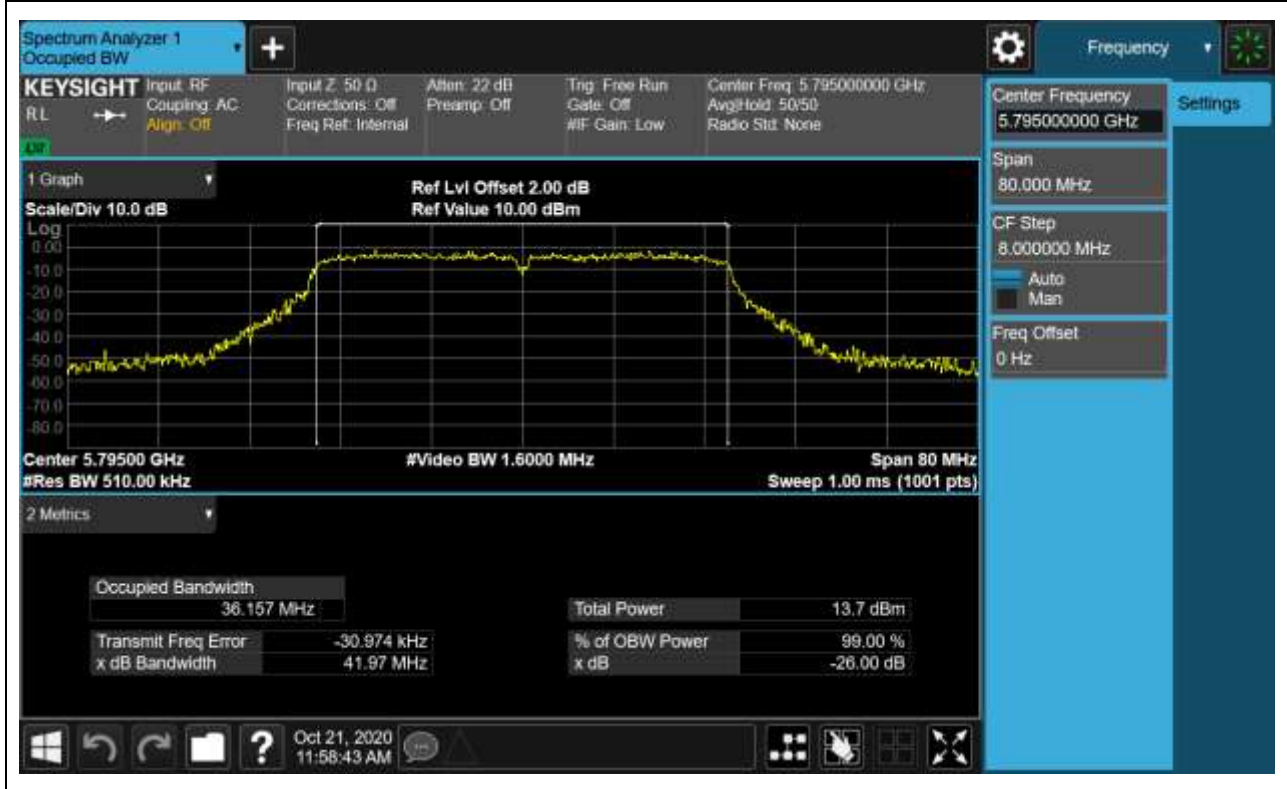 Spectrum Analyzer 1
Occupied BW
Frequency
KEYSIGHT
RL
Input: RF
Coupling: AC
Align: Off
Input Z: 50 Ω
Corrections: Off
Freq Ref: Internal
Atten: 22 dB
Preamp: Off
Trig: Free Run
Gate: Off
#IF Gain: Low
Center Freq: 5.795000000 GHz
Avg|Hold: 50/50
Radio Std: None
1 Graph
Scale/Div 10.0 dB
Ref Lvl Offset 2.00 dB
Ref Value 10.00 dBm
Log
0.00
-10.0
-20.0
-30.0
-40.0
-50.0
-60.0
-70.0
-80.0
Center 5.79500 GHz
#Video BW 1.6000 MHz
Span 80 MHz
#Res BW 510.00 kHz
Sweep 1.00 ms (1001 pts)
2 Metrics
Occupied Bandwidth
36.157 MHz
Total Power 13.7 dBm
Transmit Freq Error -30.974 kHz
% of OBW Power 99.00 %
x dB Bandwidth 41.97 MHz
x dB -26.00 dB
?
Oct 21, 2020
11:58:43 AM
Center Frequency
5.795000000 GHz
Settings
Span
80.000 MHz
CF Step
8.000000 MHz
Auto
Man
Freq Offset
0 Hz